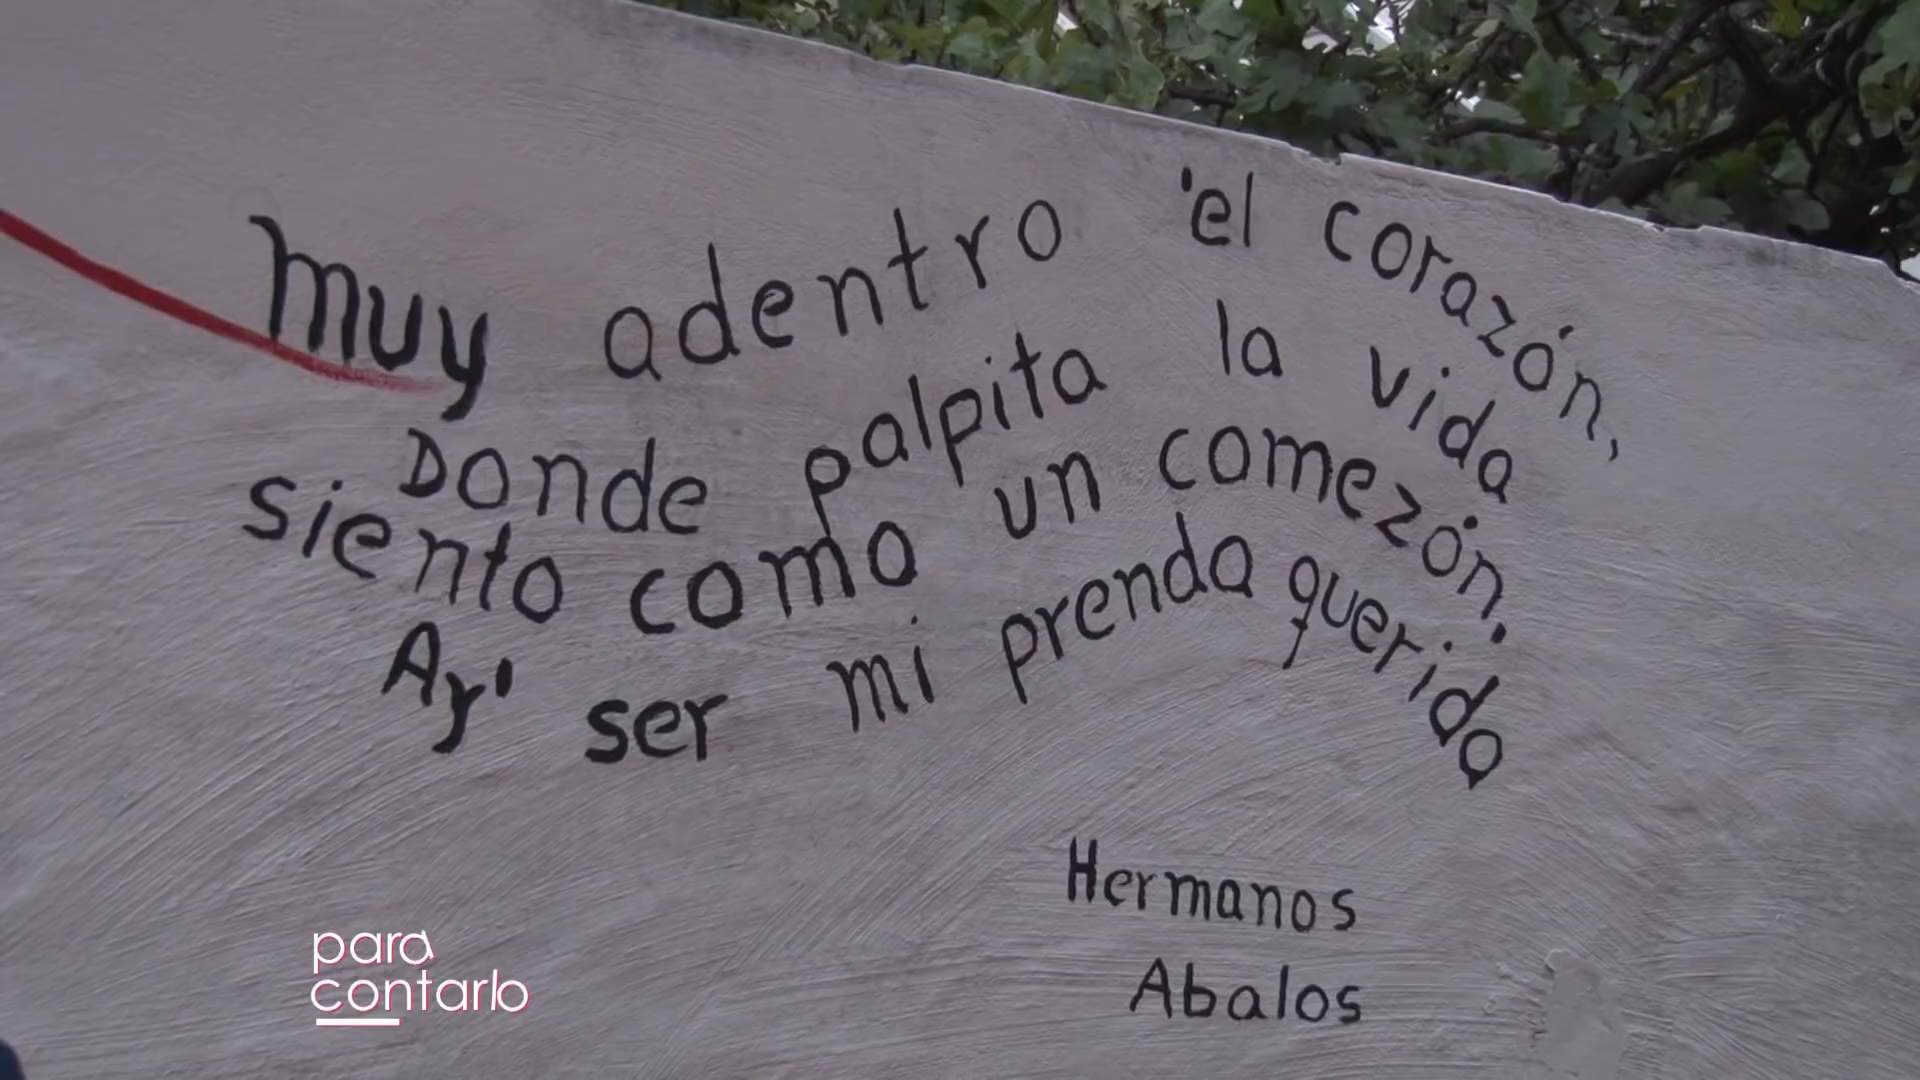 muy adentro 'el corazón,
Donde palpita la vida
siento como un comezón.
Ay' ser mi prenda querida
Hermanos
Abalos
para
contarlo